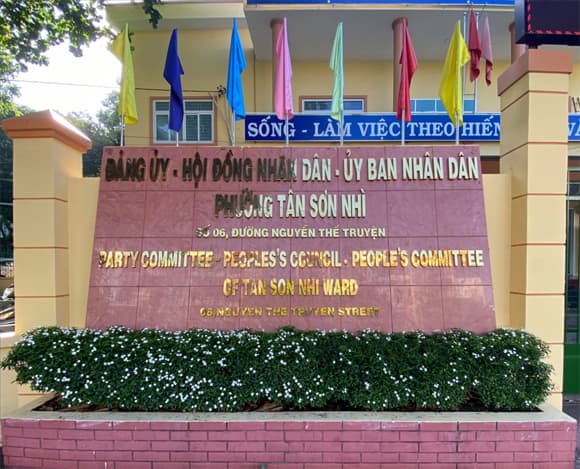 SỐNG - LÀM VIỆC THEO HIẾN
ĐẢNG ỦY - HỘI ĐỒNG NHÂN DÂN - ỦY BAN NHÂN DÂN
PHƯỜNG TÂN SƠN NHÌ
SỐ 06, ĐƯỜNG NGUYỄN THẾ TRUYỆN
PARTY COMMITTEE - PEOPLES'S COUNCIL - PEOPLE'S COMMITTEE
OF TAN SON NHI WARD
06, NGUYEN THE TRUYEN STREET